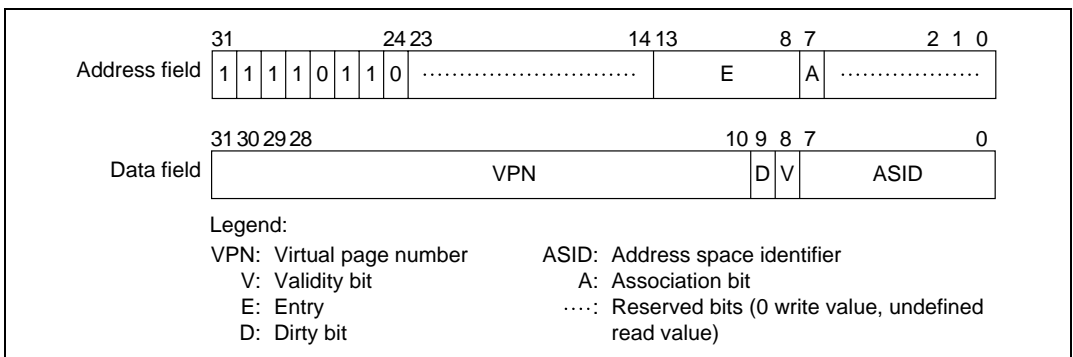 31 24 23 14 13 8 7 2 1 0
Address field 1 1 1 1 0 1 1 0 ............................. E A ...................
31 30 29 28 10 9 8 7 0
Data field VPN D V ASID
Legend:
VPN: Virtual page number ASID: Address space identifier
V: Validity bit A: Association bit
E: Entry ····: Reserved bits (0 write value, undefined
D: Dirty bit read value)